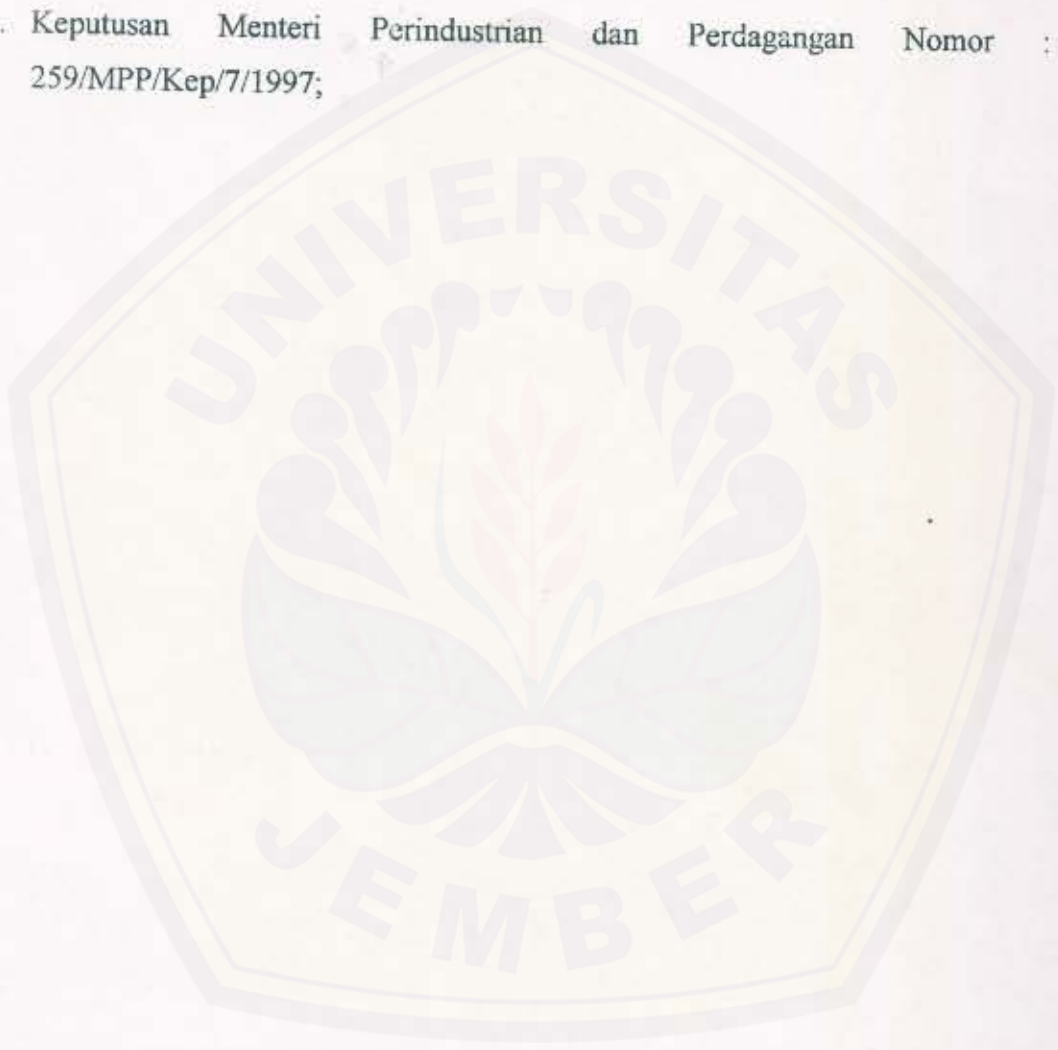 . Keputusan Menteri Perindustrian dan Perdagangan Nomor :
259/MPP/Kep/7/1997;
UNIVERSITAS
JEMBER